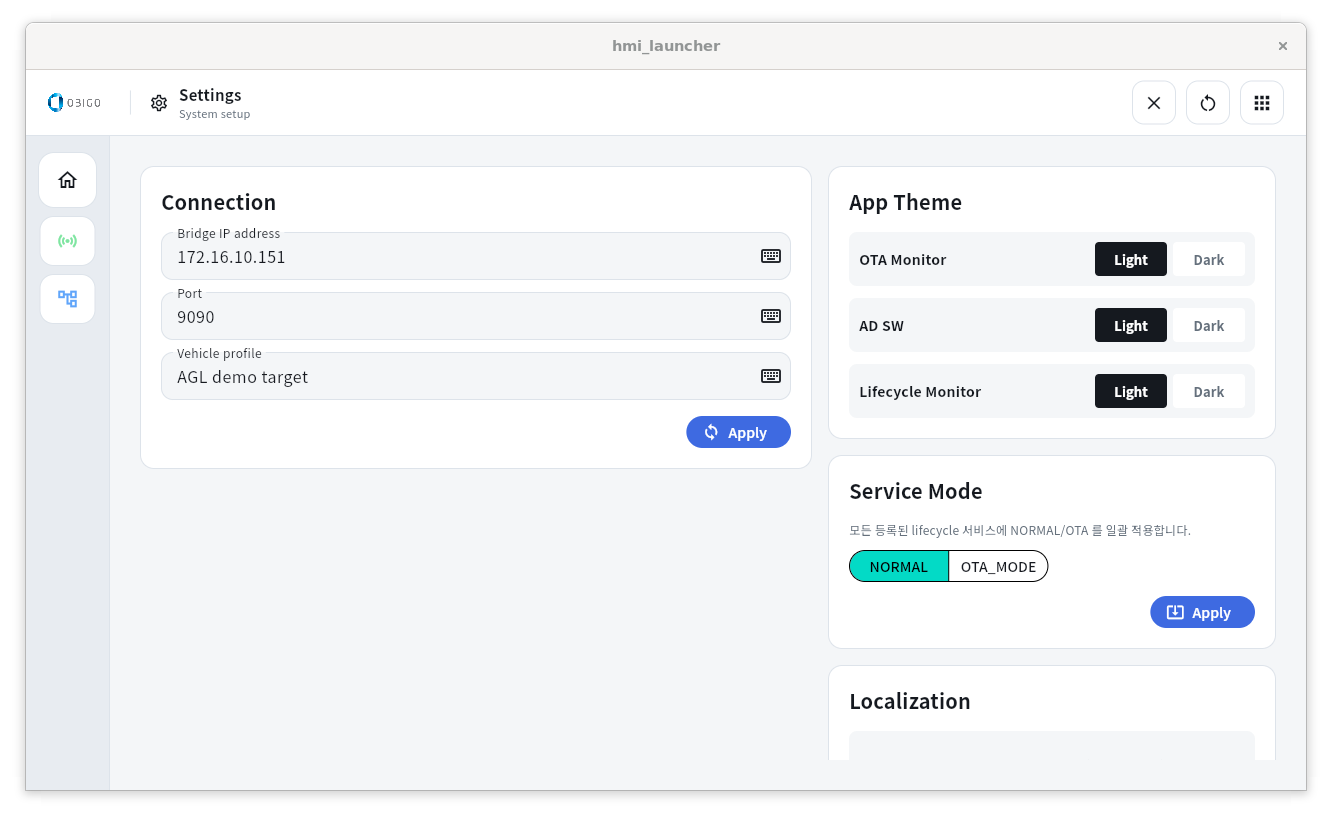 hmi_launcher
OBIGO
Settings
System setup
Connection
Bridge IP address
172.16.10.151
Port
9090
Vehicle profile
AGL demo target
Apply
App Theme
OTA Monitor
Light
Dark
AD SW
Light
Dark
Lifecycle Monitor
Light
Dark
Service Mode
모든 등록된 lifecycle 서비스에 NORMAL/OTA 를 일괄 적용합니다.
NORMAL
OTA_MODE
Apply
Localization